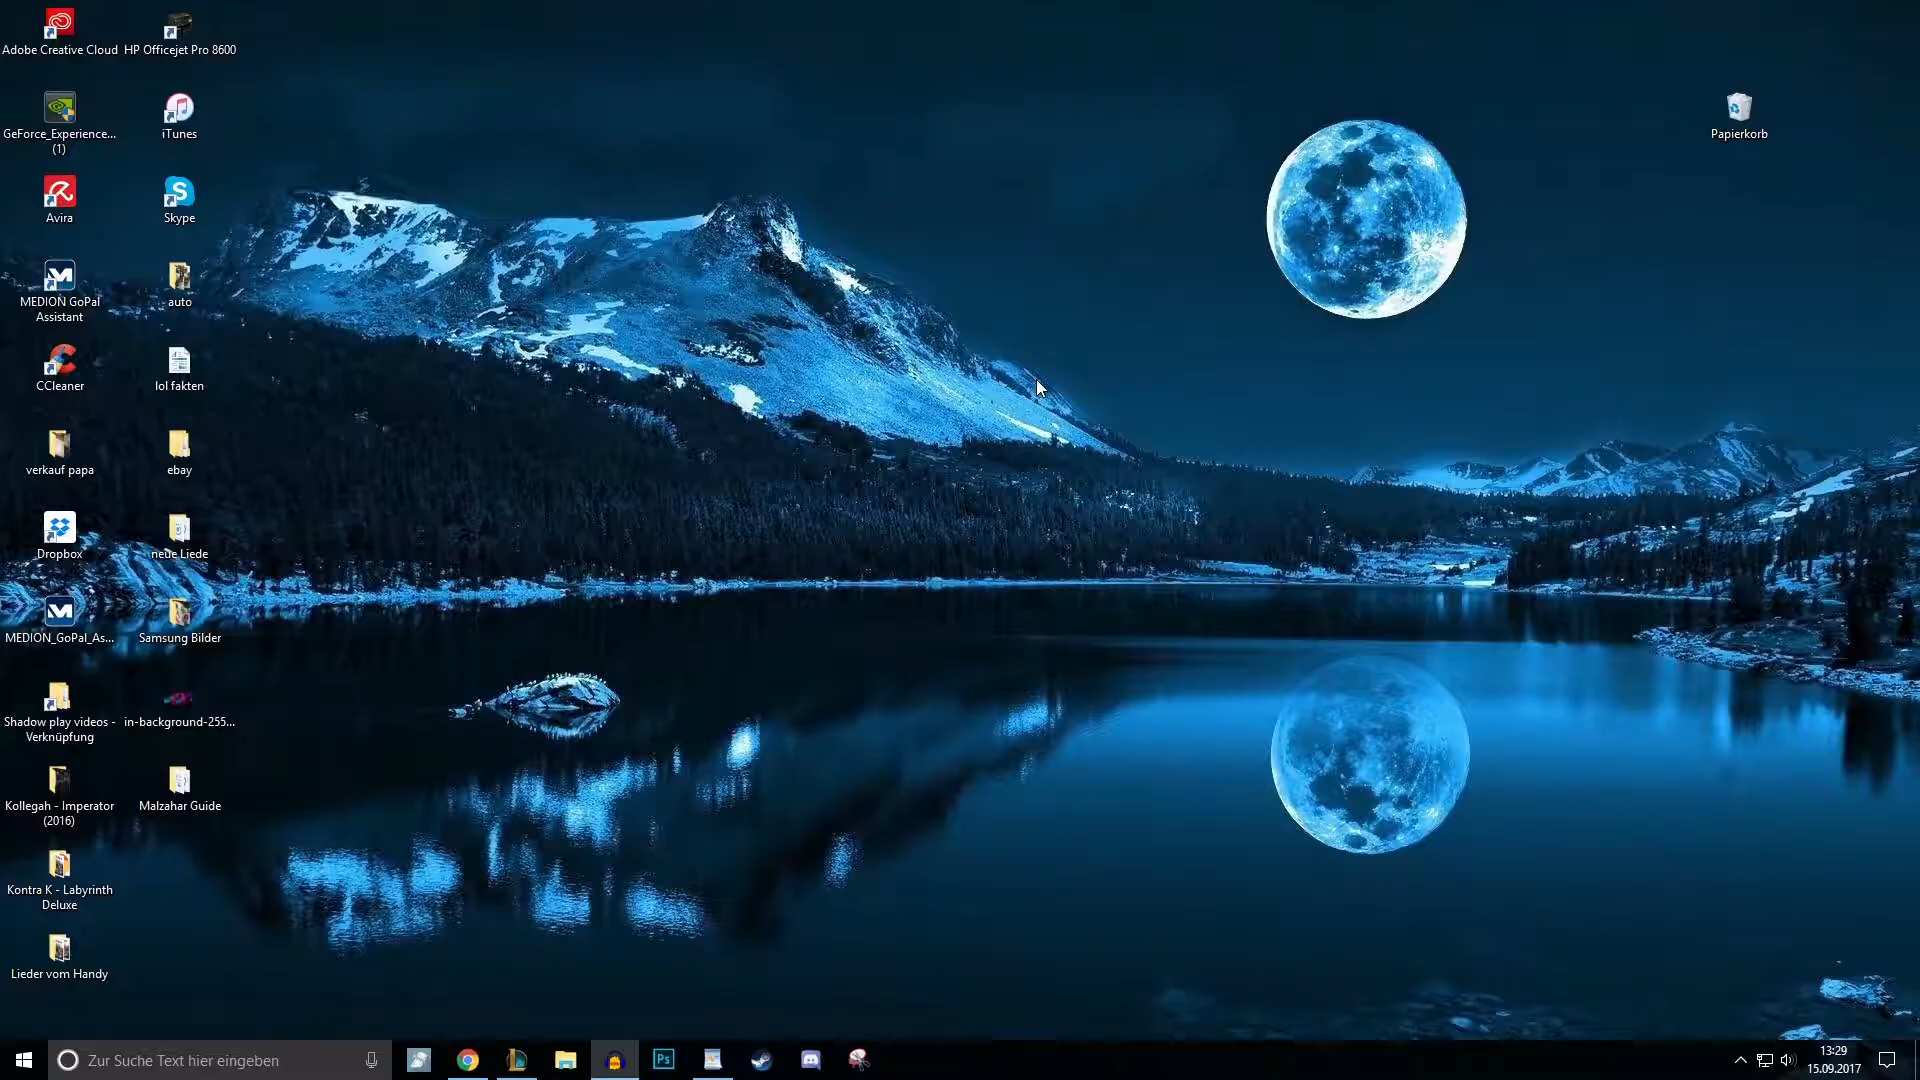 Adobe Creative Cloud
HP Officejet Pro 8600
GeForce_Experience...
(1)
iTunes
Papierkorb
Avira
Skype
MEDION GoPal
Assistant
auto
CCleaner
lol fakten
verkauf papa
ebay
Dropbox
neue Liede
MEDION_GoPal_As...
Samsung Bilder
Shadow play videos -
Verknüpfung
in-background-255...
Kollegah - Imperator
(2016)
Malzahar Guide
Kontra K - Labyrinth
Deluxe
Lieder vom Handy
Zur Suche Text hier eingeben
Ps
13:29
15.09.2017